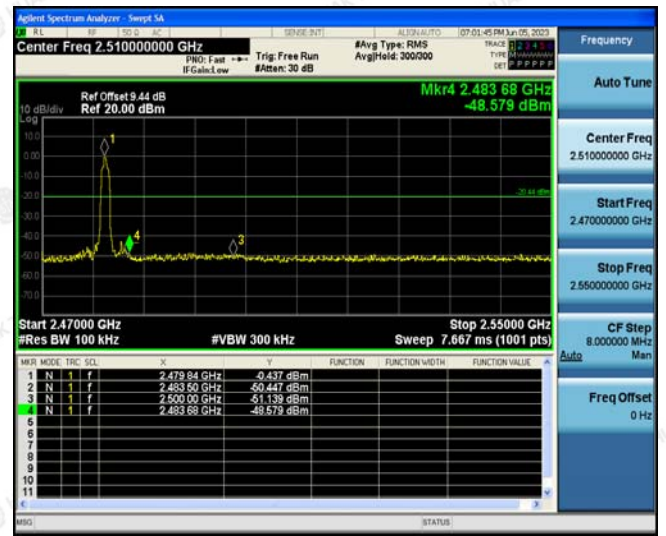 Agilent Spectrum Analyzer - Swept SA
RL RF 50 Ω AC SENSE:INT ALIGNAUTO 07:01:45 PM Jun 05, 2023
Center Freq 2.510000000 GHz #Avg Type: RMS TRACE 1 2 3 4 5 6 Frequency
PNO: Fast Trig: Free Run Avg|Hold: 300/300 TYPE
IFGain:Low #Atten: 30 dB DET P P P P P P
Mkr4 2.483 68 GHz Auto Tune
Ref Offset 9.44 dB -48.579 dBm
10 dB/div Ref 20.00 dBm
Log
10.0
0.00
-10.0
-20.0
-30.0
-40.0
-50.0
-60.0
-70.0
1
4
3
-20.44 dBm
Center Freq
2.510000000 GHz
Start Freq
2.470000000 GHz
Stop Freq
2.550000000 GHz
Start 2.47000 GHz Stop 2.55000 GHz
#Res BW 100 kHz #VBW 300 kHz Sweep 7.667 ms (1001 pts)
CF Step
8.000000 MHz
Auto Man
MKR MODE TRC SCL X Y FUNCTION FUNCTION WIDTH FUNCTION VALUE
1 N 1 f 2.479 84 GHz -0.437 dBm
2 N 1 f 2.483 50 GHz -50.447 dBm
3 N 1 f 2.500 00 GHz -51.139 dBm
4 N 1 f 2.483 68 GHz -48.579 dBm
5
6
7
8
9
10
11
Freq Offset
0 Hz
MSG STATUS